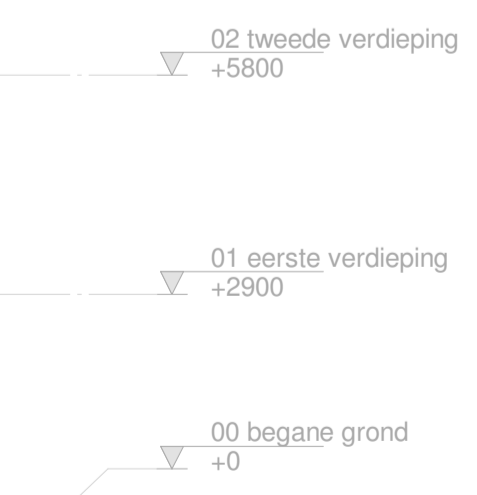 02 tweede verdieping
+5800
01 eerste verdieping
+2900
00 begane grond
+0